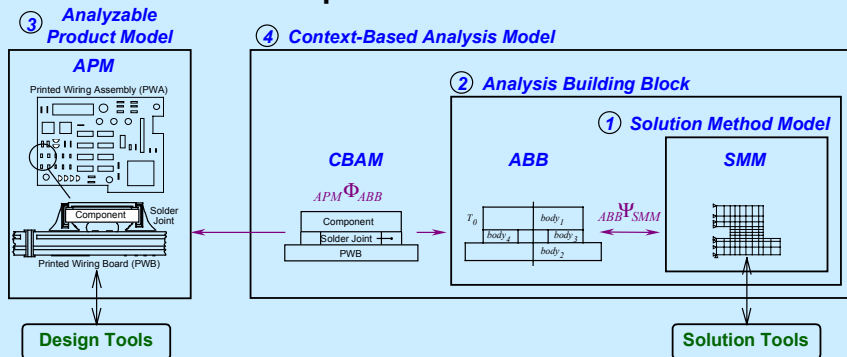 ③ Analyzable
Product Model
APM
Printed Wiring Assembly (PWA)
Component
Solder
Joint
Printed Wiring Board (PWB)
Design Tools
④ Context-Based Analysis Model
CBAM
APMΦABB
Component
Solder Joint
PWB
② Analysis Building Block
ABB
T0
body1
body4
body3
body2
ABBΨSMM
① Solution Method Model
SMM
Solution Tools